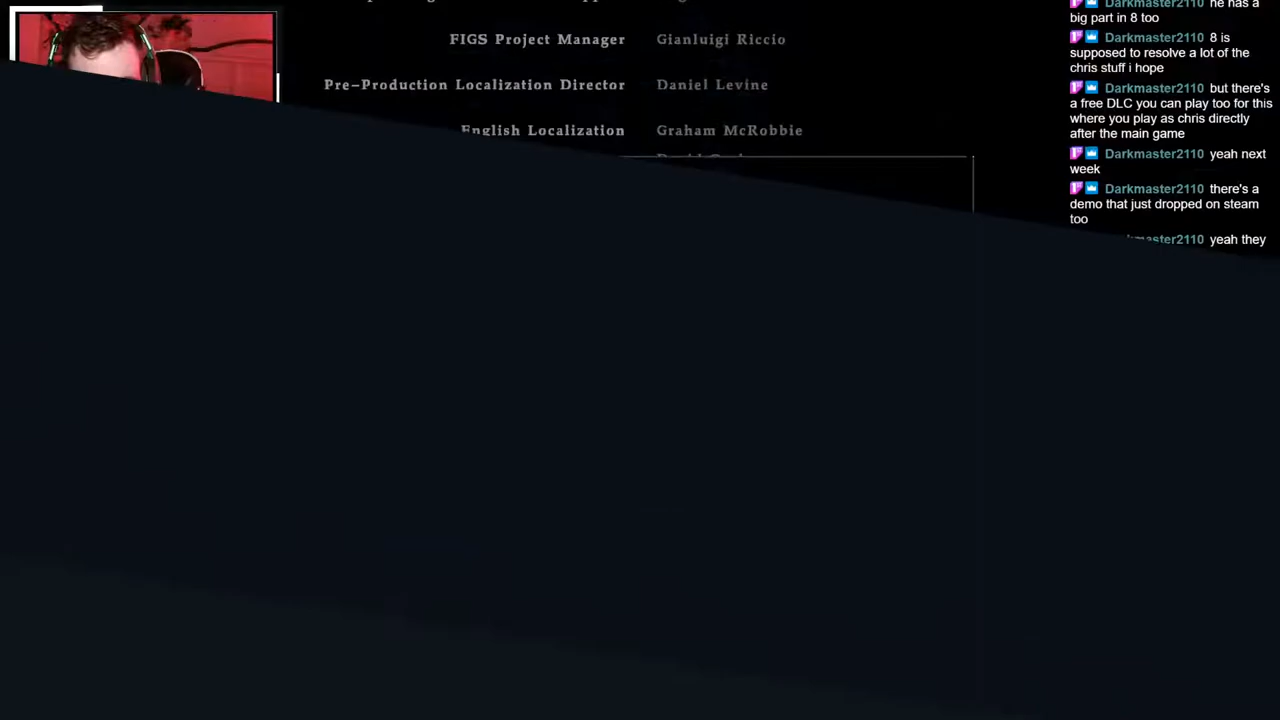 FIGS Project Manager Gianluigi Riccio
Pre-Production Localization Director Daniel Levine
English Localization Graham McRobbie
Darkmaster2110 he has a
big part in 8 too
Darkmaster2110 8 is
supposed to resolve a lot of the
chris stuff i hope
Darkmaster2110 but there's
a free DLC you can play too for this
where you play as chris directly
after the main game
Darkmaster2110 yeah next
week
Darkmaster2110 there's a
demo that just dropped on steam
too
yeah they